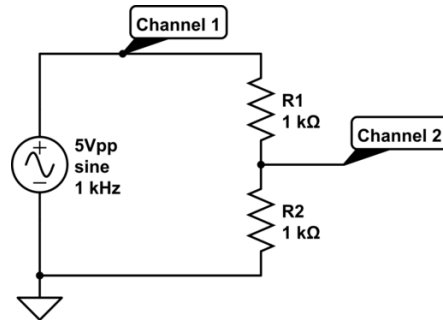 Channel 1
R1
1 kΩ
Channel 2
+
5Vpp
sine
1 kHz
−
R2
1 kΩ